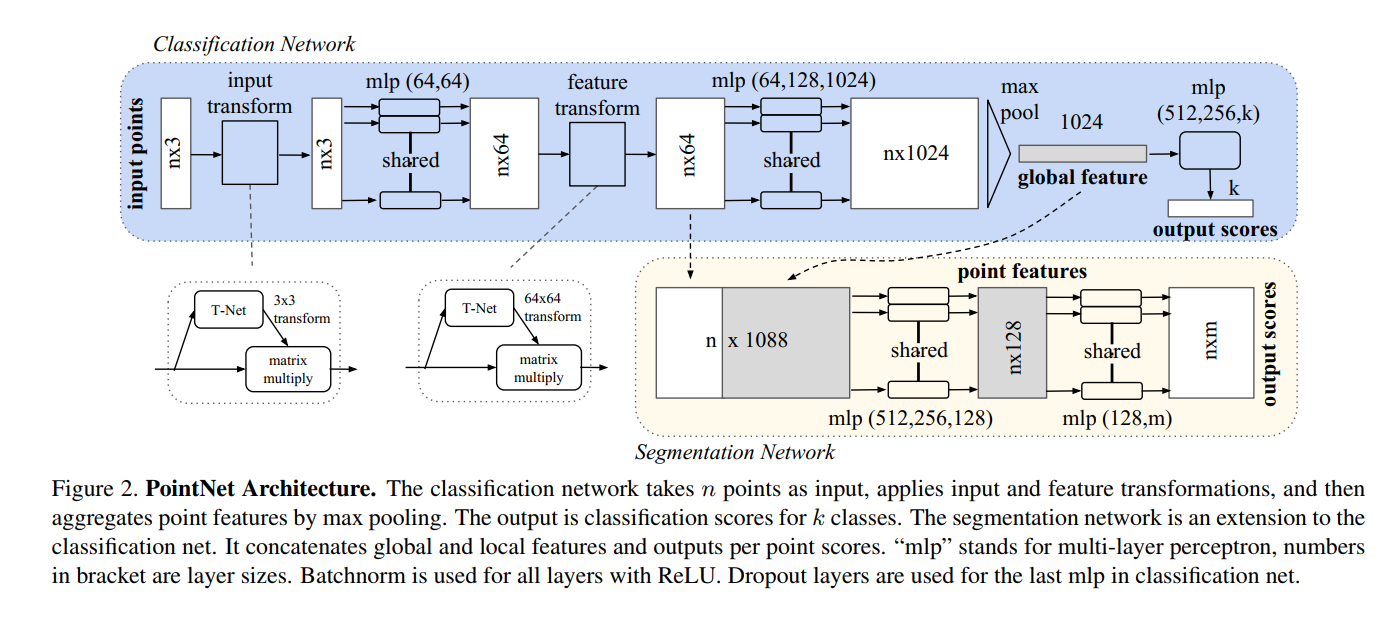 Classification Network
input points
nx3
input
transform
nx3
mlp (64,64)
shared
nx64
feature
transform
nx64
mlp (64,128,1024)
shared
nx1024
max
pool
1024
global feature
mlp
(512,256,k)
k
output scores
T-Net
3x3
transform
matrix
multiply
T-Net
64x64
transform
matrix
multiply
point features
n x 1088
shared
nx128
shared
nxm
output scores
mlp (512,256,128)
mlp (128,m)
Segmentation Network
Figure 2. PointNet Architecture. The classification network takes n points as input, applies input and feature transformations, and then
aggregates point features by max pooling. The output is classification scores for k classes. The segmentation network is an extension to the
classification net. It concatenates global and local features and outputs per point scores. “mlp” stands for multi-layer perceptron, numbers
in bracket are layer sizes. Batchnorm is used for all layers with ReLU. Dropout layers are used for the last mlp in classification net.